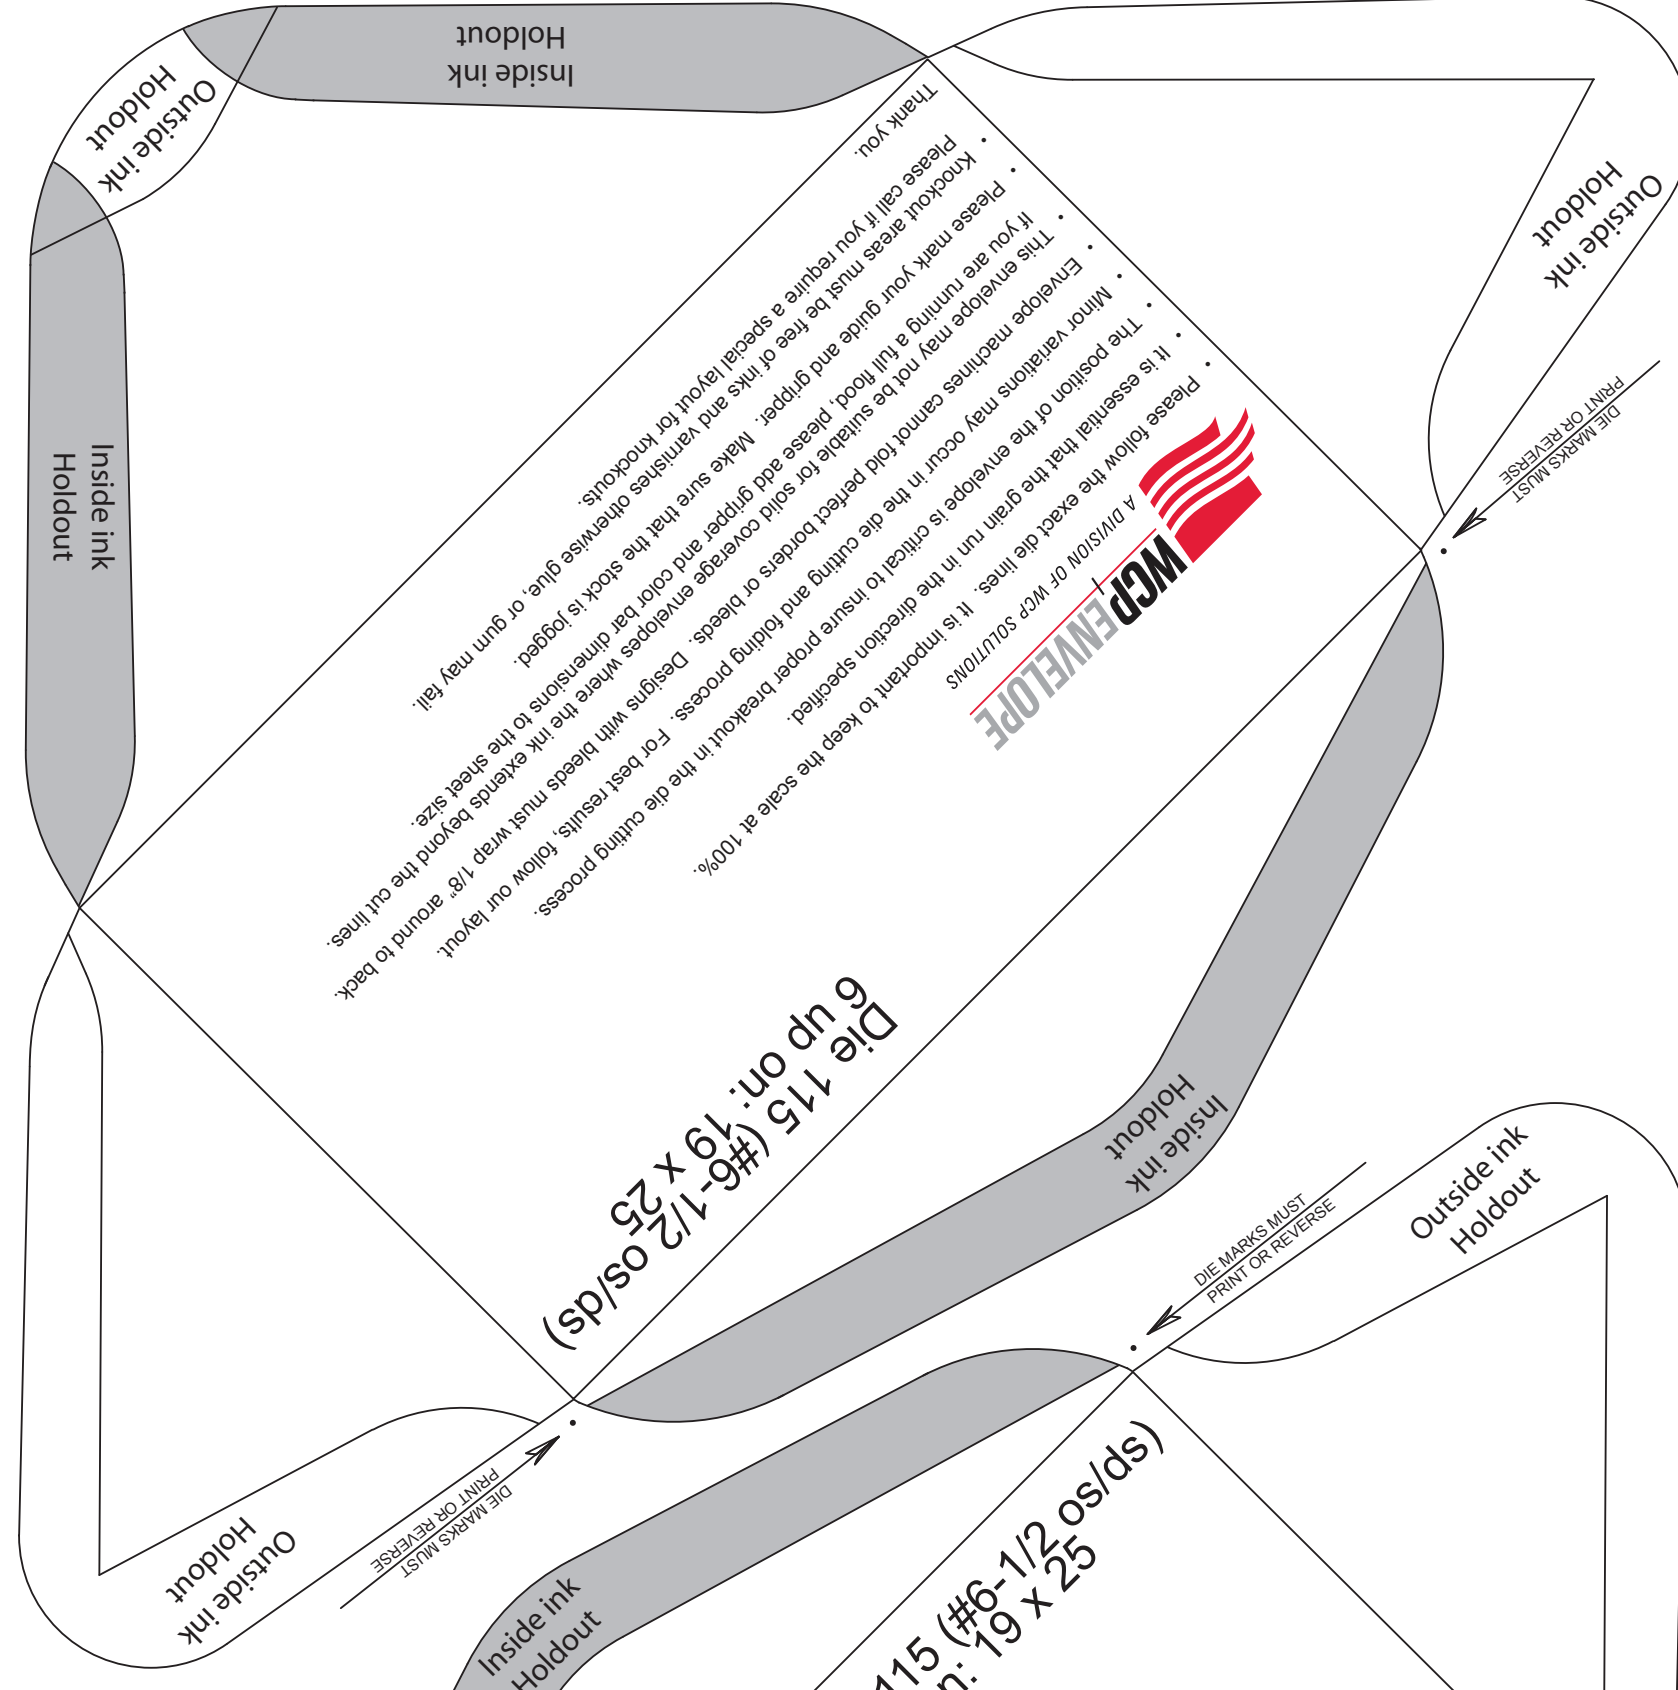 Inside ink
Holdout
Outside ink
Holdout
Inside ink
Holdout
Outside ink
Holdout
DIE MARKS MUST
PRINT OR REVERSE
WCP ENVELOPE
A DIVISION OF WCP SOLUTIONS
• Please follow the exact die lines.  It is important to keep the scale at 100%.
• It is essential that the grain run in the direction specified.
• The position of the envelope is critical to insure proper breakout in the die cutting process.
• Minor variations may occur in the die cutting and folding process.  For best results, follow our layout.
• Envelope machines cannot fold perfect borders or bleeds.  Designs with bleeds must wrap 1/8" around to back.
• This envelope may not be suitable for solid coverage envelopes where the ink extends beyond the cut lines.
If you are running a full flood, please add gripper and color bar dimensions to the sheet size.
• Please mark your guide and gripper.  Make sure that the stock is jogged.
• Knockout areas must be free of inks and varnishes otherwise glue, or gum may fail.
Please call if you require a special layout for knockouts.
Thank you.
Die 115 (#6-1/2 os/ds)
6 up on: 19 x 25
Inside ink
Holdout
Outside ink
Holdout
DIE MARKS MUST
PRINT OR REVERSE
DIE MARKS MUST
PRINT OR REVERSE
Outside ink
Holdout
Inside ink
Holdout
115 (#6-1/2 os/ds)
n: 19 x 25